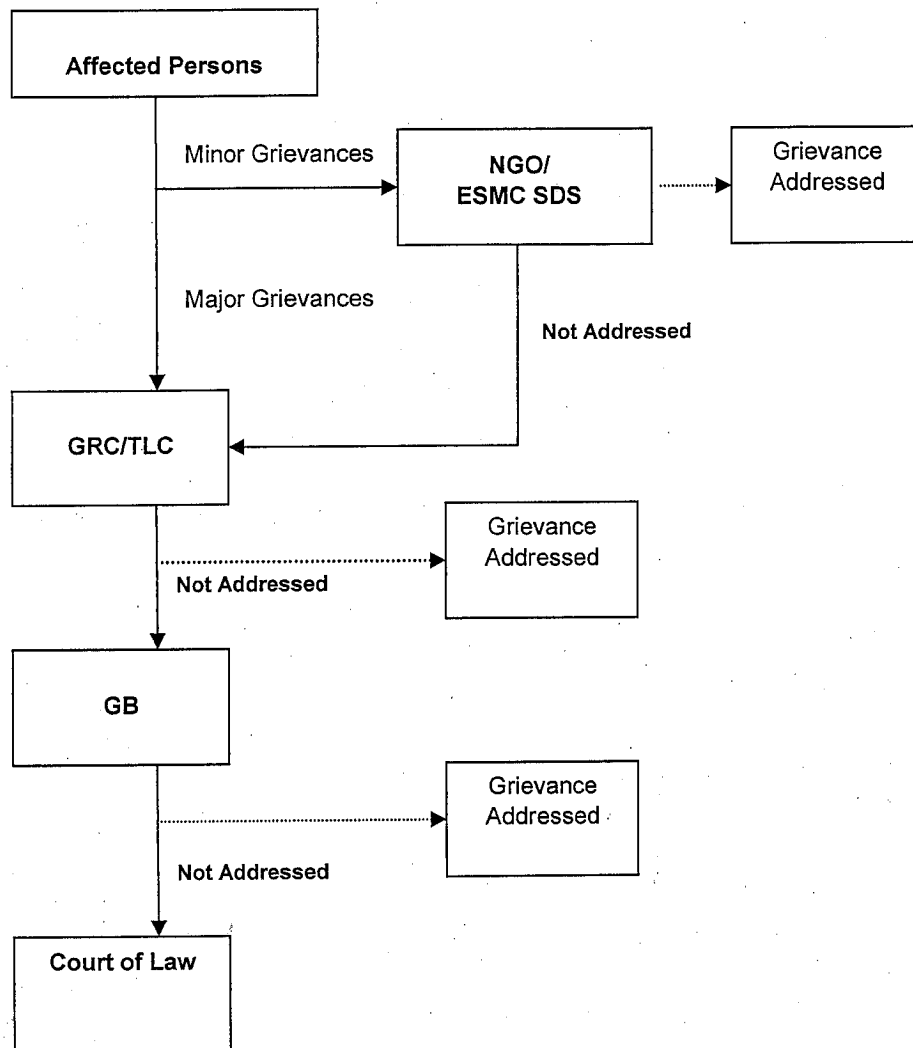 Affected Persons
Minor Grievances
NGO/
ESMC SDS
Grievance
Addressed
Major Grievances
Not Addressed
GRC/TLC
Grievance
Addressed
Not Addressed
GB
Grievance
Addressed
Not Addressed
Court of Law